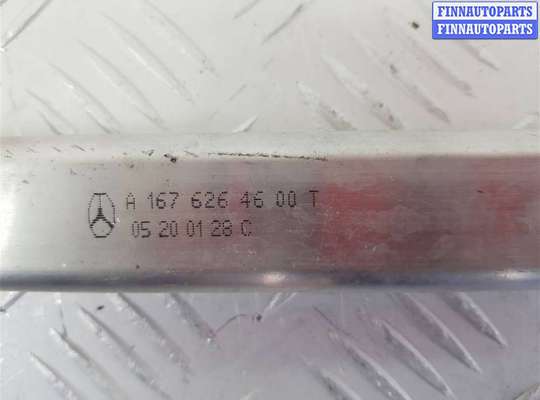 FINNAUTOPARTS
FINNAUTOPARTS
A 167 626 46 00 T
05 20 01 28 C